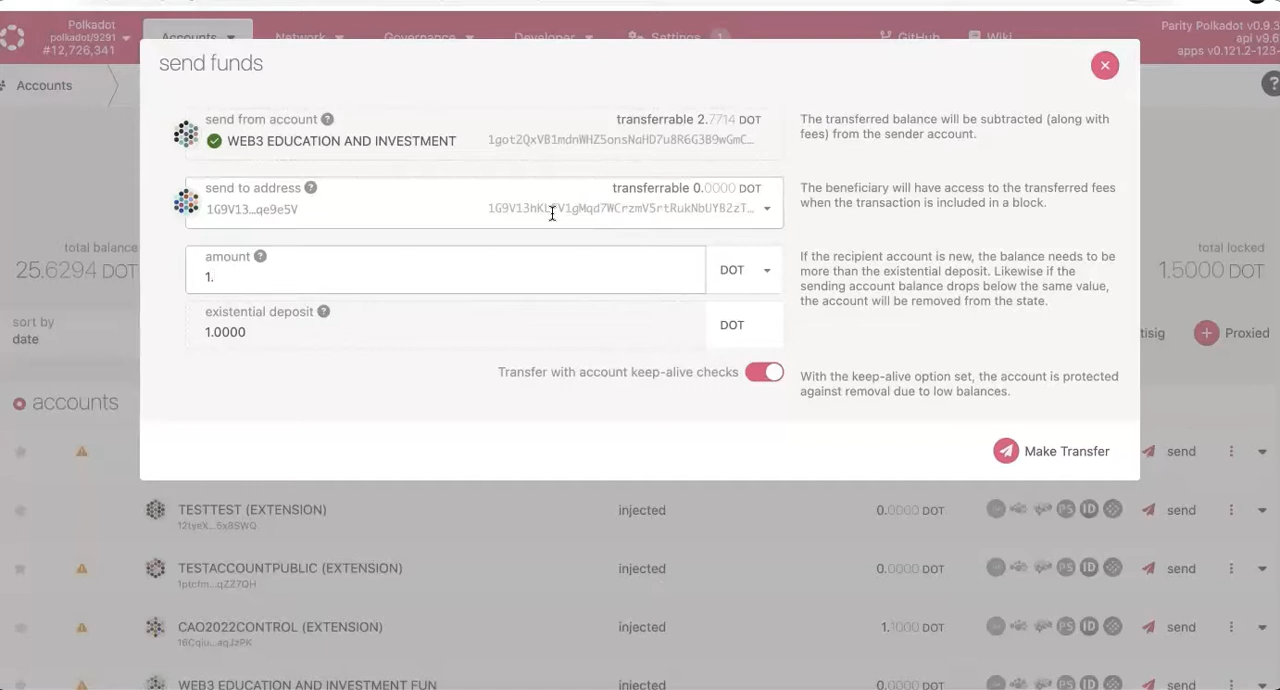 Polkadot
polkadot/9291
#12,726,341
Accounts
Network
Governance
Developer
Settings
1
GitHub
Wiki
Parity Polkadot v0.9.3
api v9.6
apps v0.121.2-123-
Accounts
send funds
send from account
WEB3 EDUCATION AND INVESTMENT
transferrable 2.7714 DOT
1got2QxVB1mdnWHZ5onsNaHD7u8R6G3B9wGmC…
The transferred balance will be subtracted (along with
fees) from the sender account.
send to address
1G9V13…qe9e5V
transferrable 0.0000 DOT
The beneficiary will have access to the transferred fees
when the transaction is included in a block.
total balance
25.6294 DOT
amount
1.
DOT
If the recipient account is new, the balance needs to be
more than the existential deposit. Likewise if the
sending account balance drops below the same value,
the account will be removed from the state.
total locked
1.5000 DOT
existential deposit
1.0000
DOT
sort by
date
tisig
Proxied
Transfer with account keep-alive checks
With the keep-alive option set, the account is protected
against removal due to low balances.
accounts
Make Transfer
send
TESTTEST (EXTENSION)
injected
0.0000 DOT
PS
ID
send
TESTACCOUNTPUBLIC (EXTENSION)
injected
0.0000 DOT
PS
ID
send
CAO2022CONTROL (EXTENSION)
injected
1.1000 DOT
PS
ID
send
WEB3 EDUCATION AND INVESTMENT FUN
injected
0.0000 DOT
PS
ID
send